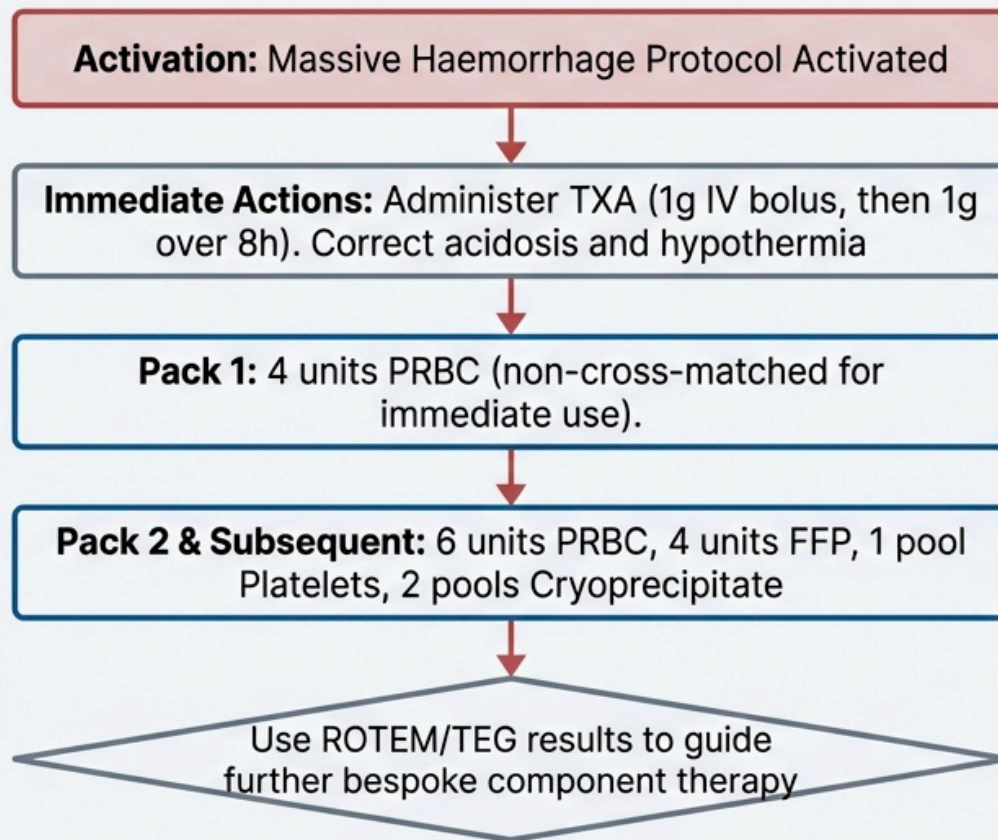 Activation: Massive Haemorrhage Protocol Activated
Immediate Actions: Administer TXA (1g IV bolus, then 1g
over 8h). Correct acidosis and hypothermia
Pack 1: 4 units PRBC (non-cross-matched for
immediate use).
Pack 2 & Subsequent: 6 units PRBC, 4 units FFP, 1 pool
Platelets, 2 pools Cryoprecipitate
Use ROTEM/TEG results to guide
further bespoke component therapy